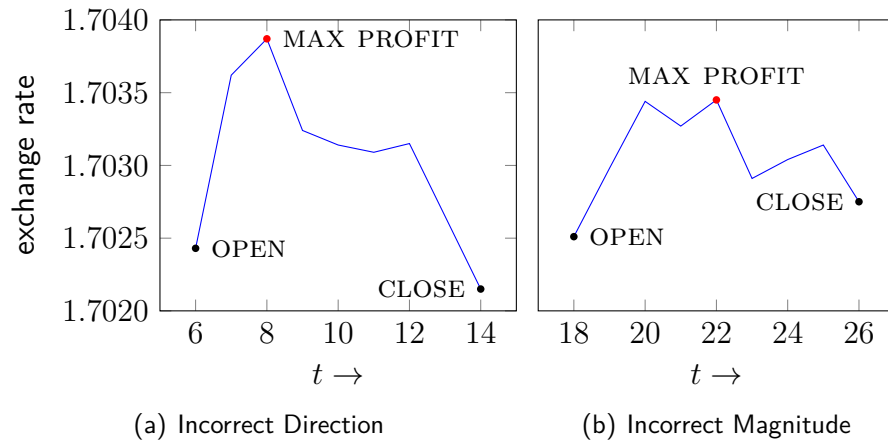 1.7040
1.7035
1.7030
1.7025
1.7020
exchange rate
MAX PROFIT
OPEN
CLOSE
6 8 10 12 14
t →
(a) Incorrect Direction
MAX PROFIT
OPEN
CLOSE
18 20 22 24 26
t →
(b) Incorrect Magnitude